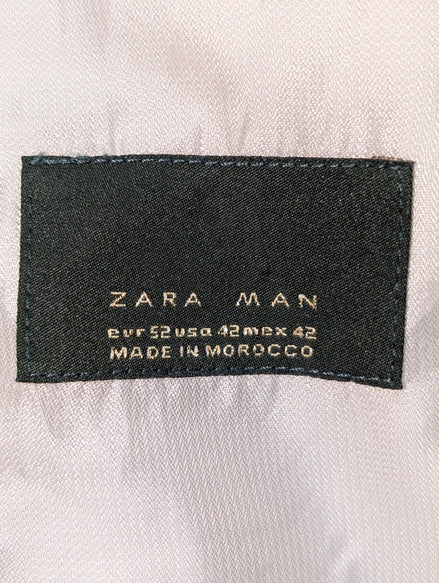 ZARA MAN
eur 52 usa 42 mex 42
MADE IN MOROCCO